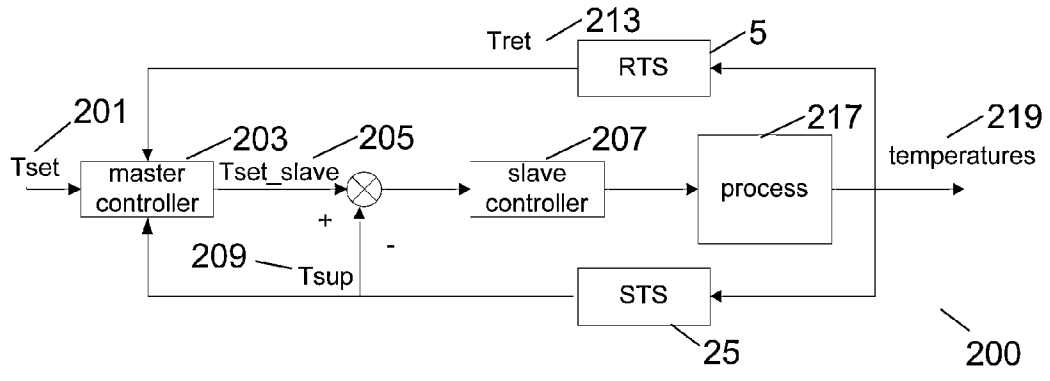 213
Tret
5
RTS
201
203
205
207
217
219
Tset
master
controller
Tset_slave
slave
controller
process
temperatures
+
-
209
Tsup
STS
25
200